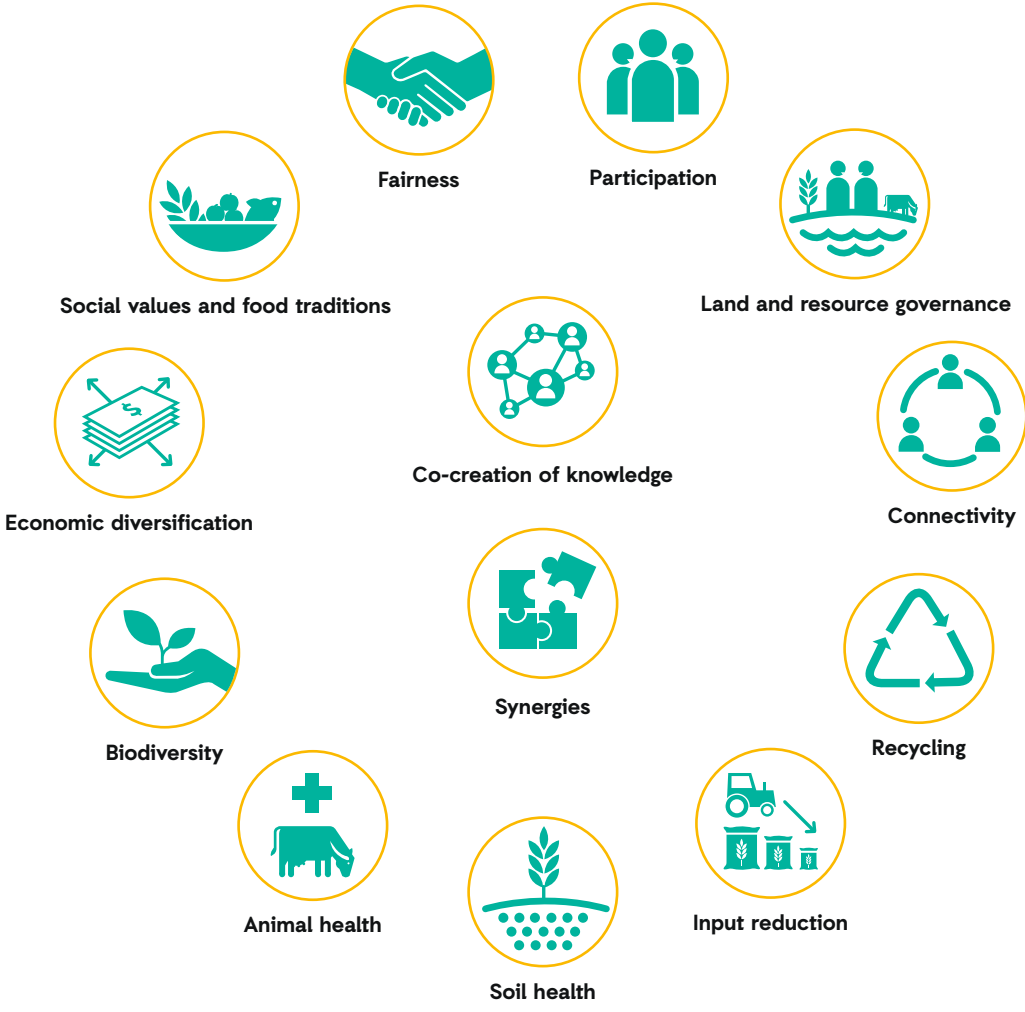 Fairness
Participation
Social values and food traditions
Land and resource governance
$
Co-creation of knowledge
Economic diversification
Connectivity
Synergies
Biodiversity
Recycling
Animal health
Input reduction
Soil health